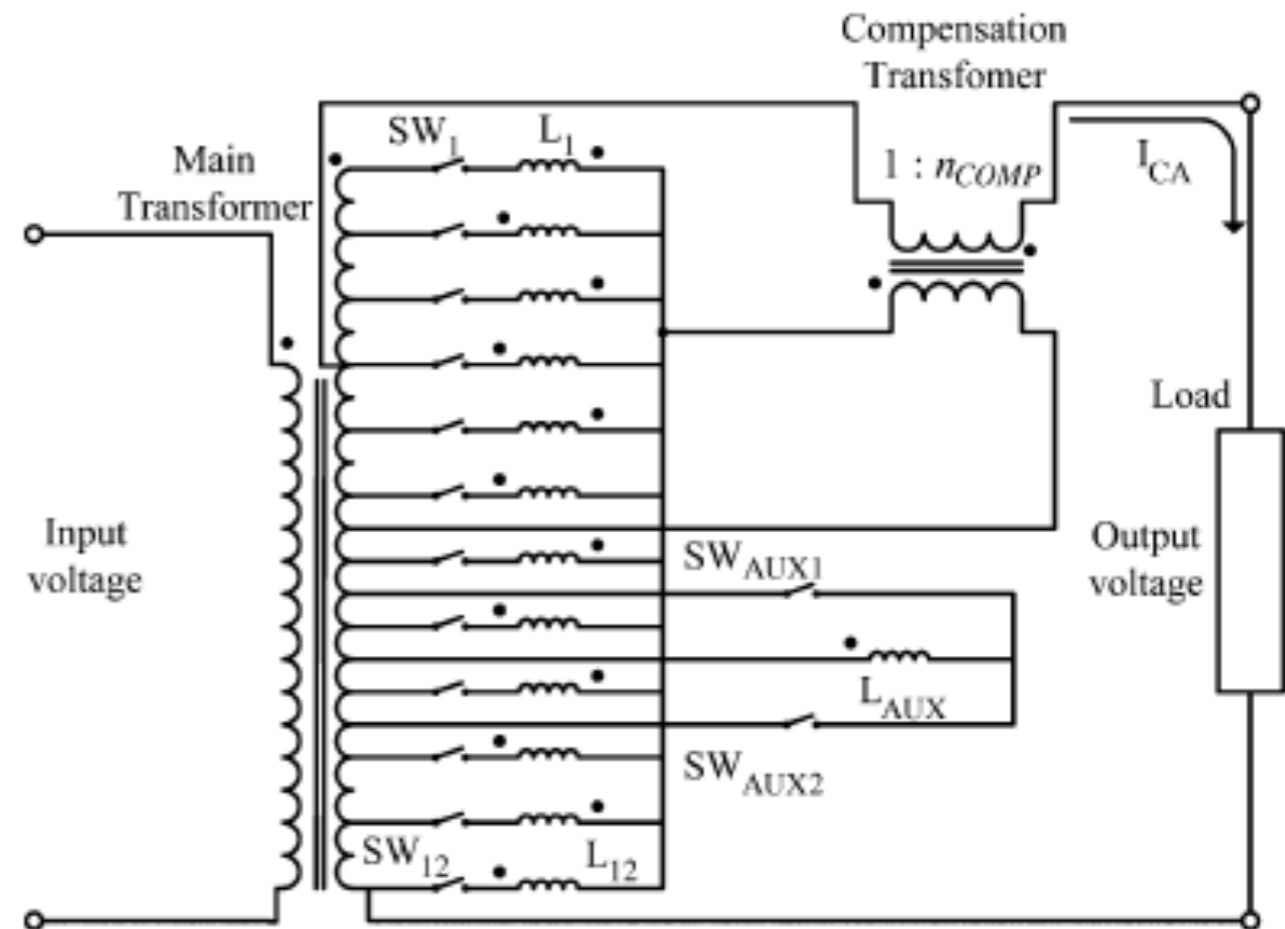 Compensation
Transfomer
SW1
L1
Main
Transformer
1 : nCOMP
ICA
Load
Input
voltage
Output
voltage
SWAUX1
LAUX
SWAUX2
SW12
L12